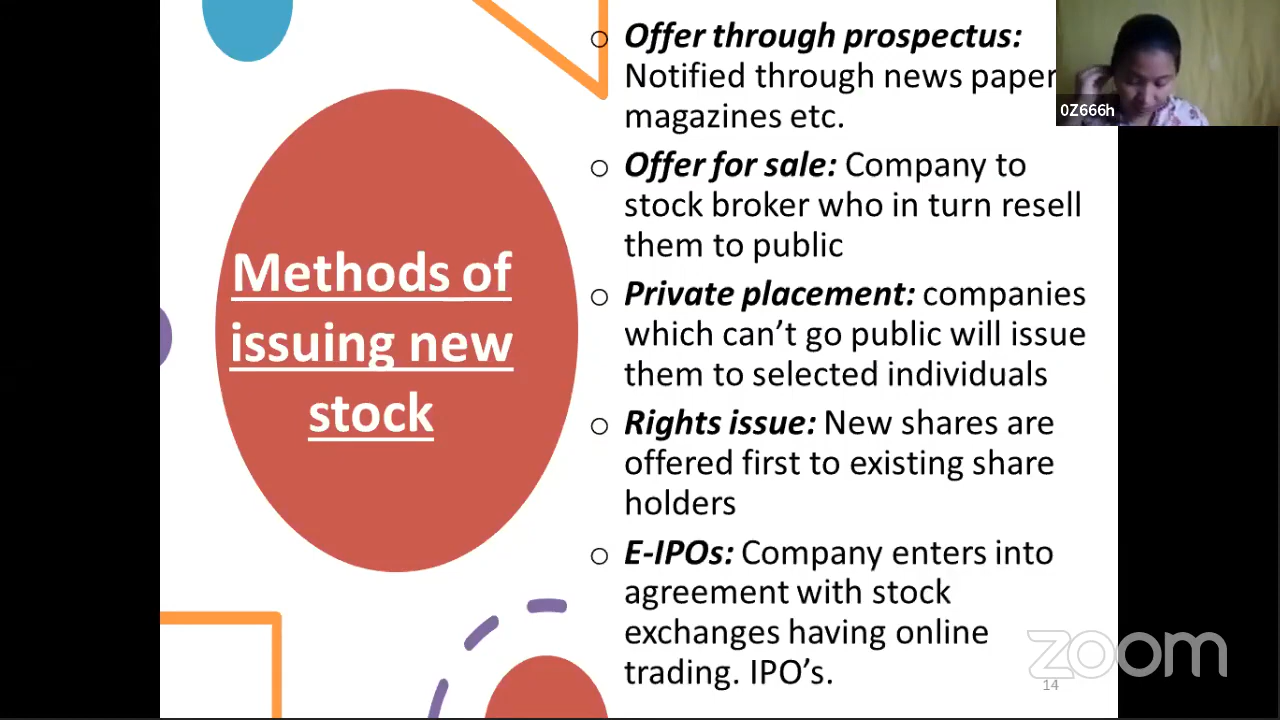 Methods of
issuing new
stock
o Offer through prospectus:
Notified through news paper
magazines etc.
o Offer for sale: Company to
stock broker who in turn resell
them to public
o Private placement: companies
which can't go public will issue
them to selected individuals
o Rights issue: New shares are
offered first to existing share
holders
o E-IPOs: Company enters into
agreement with stock
exchanges having online
trading. IPO's.
0Z666h
zoom
14